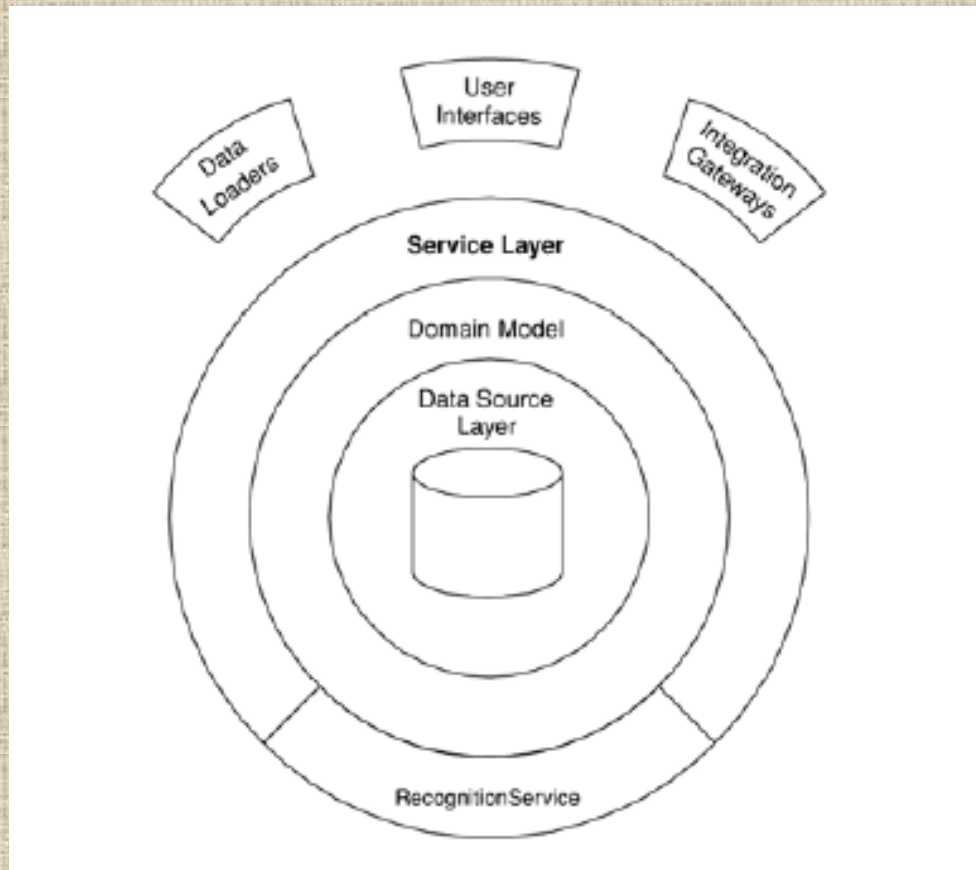 User
Interfaces
Data
Loaders
Integration
Gateways
Service Layer
Domain Model
Data Source
Layer
RecognitionService